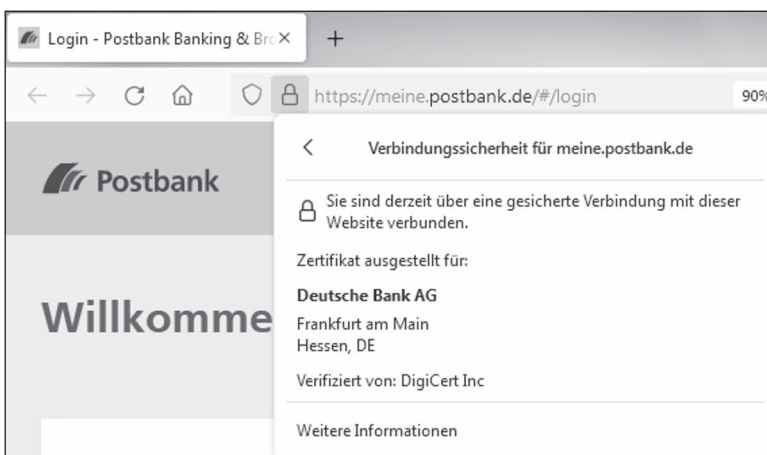 Login - Postbank Banking & Bro
https://meine.postbank.de/#/login
90%
Postbank
Verbindungssicherheit für meine.postbank.de
Sie sind derzeit über eine gesicherte Verbindung mit dieser
Website verbunden.
Zertifikat ausgestellt für:
Deutsche Bank AG
Frankfurt am Main
Hessen, DE
Verifiziert von: DigiCert Inc
Willkomme
Weitere Informationen